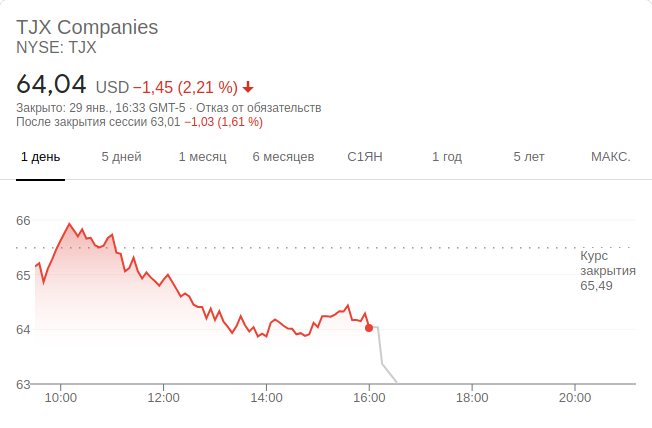 TJX Companies
NYSE: TJX
64,04 USD −1,45 (2,21 %)
Закрыто: 29 янв., 16:33 GMT-5 · Отказ от обязательств
После закрытия сессии 63,01 −1,03 (1,61 %)
1 день 5 дней 1 месяц 6 месяцев С1ЯН 1 год 5 лет МАКС.
66
Курс
закрытия
65,49
65
64
63
10:00 12:00 14:00 16:00 18:00 20:00